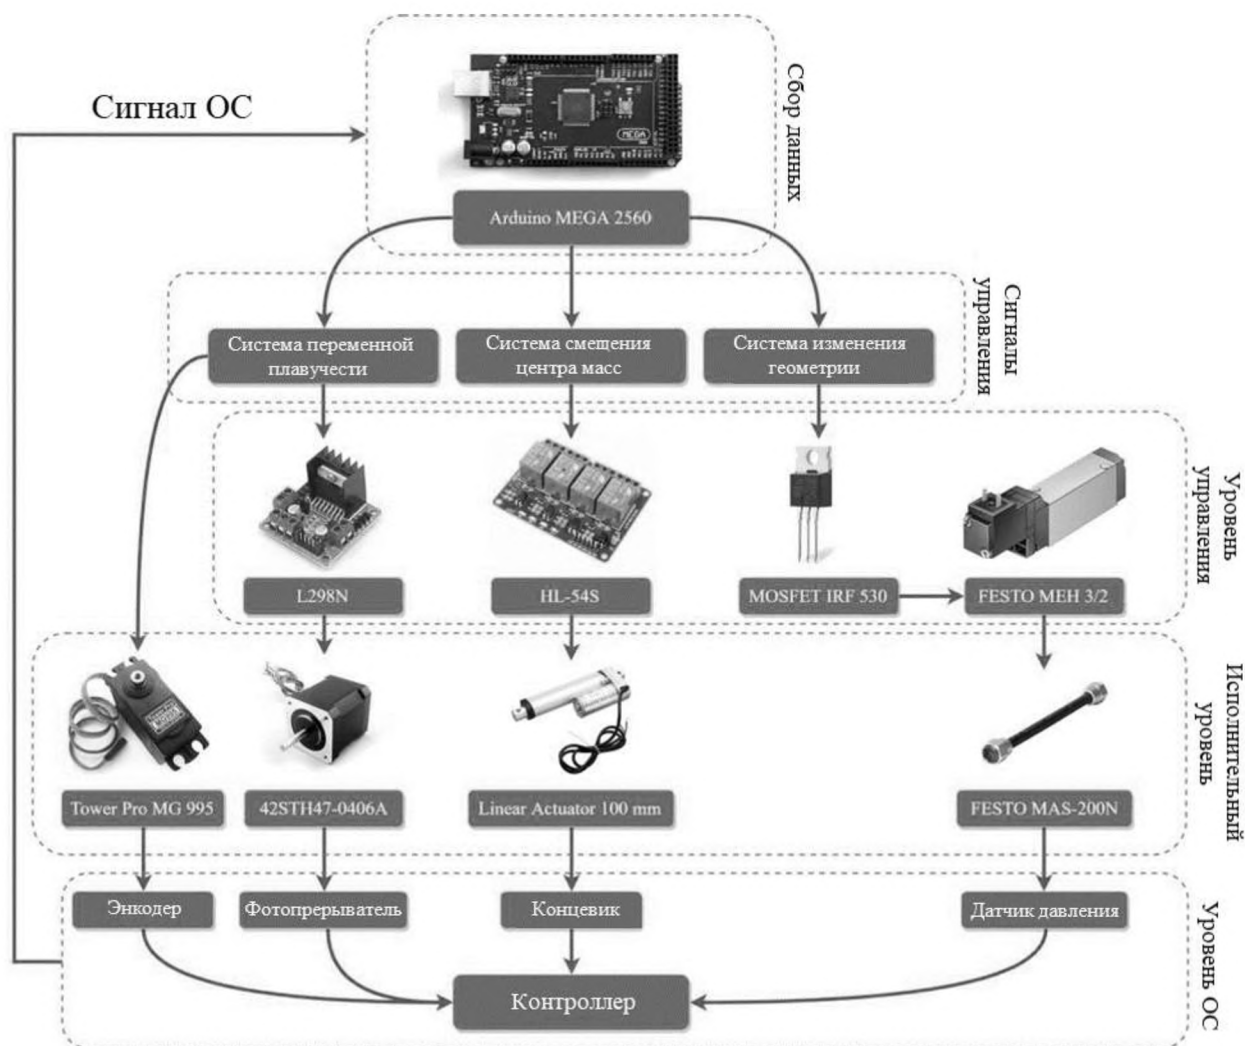 Сигнал ОС
Сбор данных
MEGA
Arduino MEGA 2560
Сигналы
управления
Система переменной
плавучести
Система смещения
центра масс
Система изменения
геометрии
Уровень
управления
L298N
HL-54S
MOSFET IRF 530
FESTO MEH 3/2
Исполнительный
уровень
Tower Pro MG 995
42STH47-0406A
Linear Actuator 100 mm
FESTO MAS-200N
Уровень ОС
Энкодер
Фотопрерыватель
Концевик
Датчик давления
Контроллер